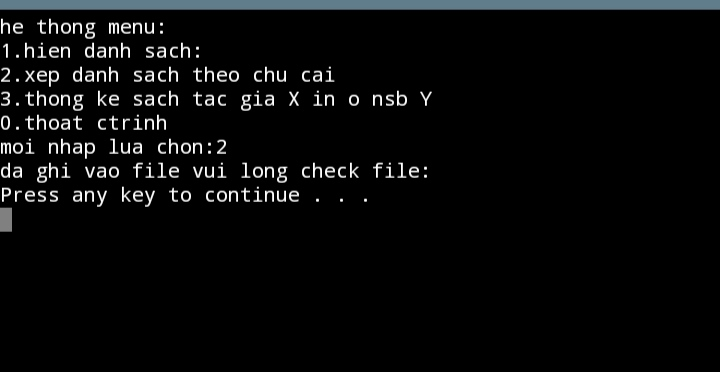 he thong menu:
1.hien danh sach:
2.xep danh sach theo chu cai
3.thong ke sach tac gia X in o nsb Y
0.thoat ctrinh
moi nhap lua chon:2
da ghi vao file vui long check file:
Press any key to continue . . .